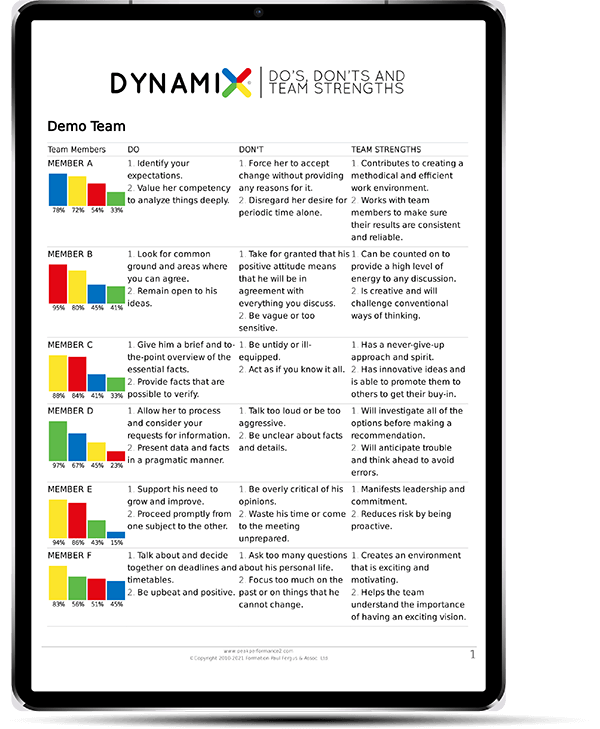 DYNAMIX®
DO'S, DON'TS AND
TEAM STRENGTHS
Demo Team
Team Members DO DON'T TEAM STRENGTHS
MEMBER A
78% 72% 54% 33%
1. Identify your
expectations.
2. Value her competency
to analyze things deeply.
1. Force her to accept
change without providing
any reasons for it.
2. Disregard her desire for
periodic time alone.
1. Contributes to creating a
methodical and efficient
work environment.
2. Works with team
members to make sure
their results are consistent
and reliable.
MEMBER B
95% 80% 45% 41%
1. Look for common
ground and areas where
you can agree.
2. Remain open to his
ideas.
1. Take for granted that his
positive attitude means
that he will be in
agreement with
everything you discuss.
2. Be vague or too
sensitive.
1. Can be counted on to
provide a high level of
energy to any discussion.
2. Is creative and will
challenge conventional
ways of thinking.
MEMBER C
88% 84% 41% 33%
1. Give him a brief and to-
the-point overview of the
essential facts.
2. Provide facts that are
possible to verify.
1. Be untidy or ill-
equipped.
2. Act as if you know it all.
1. Has a never-give-up
approach and spirit.
2. Has innovative ideas and
is able to promote them to
others to get their buy-in.
MEMBER D
97% 67% 45% 23%
1. Allow her to process
and consider your
requests for information.
2. Present data and facts
in a pragmatic manner.
1. Talk too loud or be too
aggressive.
2. Be unclear about facts
and details.
1. Will investigate all of the
options before making a
recommendation.
2. Will anticipate trouble
and think ahead to avoid
errors.
MEMBER E
94% 86% 43% 15%
1. Support his need to
grow and improve.
2. Proceed promptly from
one subject to the other.
1. Be overly critical of his
opinions.
2. Waste his time or come
to the meeting
unprepared.
1. Manifests leadership and
commitment.
2. Reduces risk by being
proactive.
MEMBER F
83% 56% 51% 45%
1. Talk about and decide
together on deadlines and
timetables.
2. Be upbeat and positive.
1. Ask too many questions
about his personal life.
2. Focus too much on the
past or on things that he
cannot change.
1. Creates an environment
that is exciting and
motivating.
2. Helps the team
understand the importance
of having an exciting vision.
www.peakperformance2.com
©Copyright 2010-2021 Formation Paul Fergus & Assoc. Ltd
1